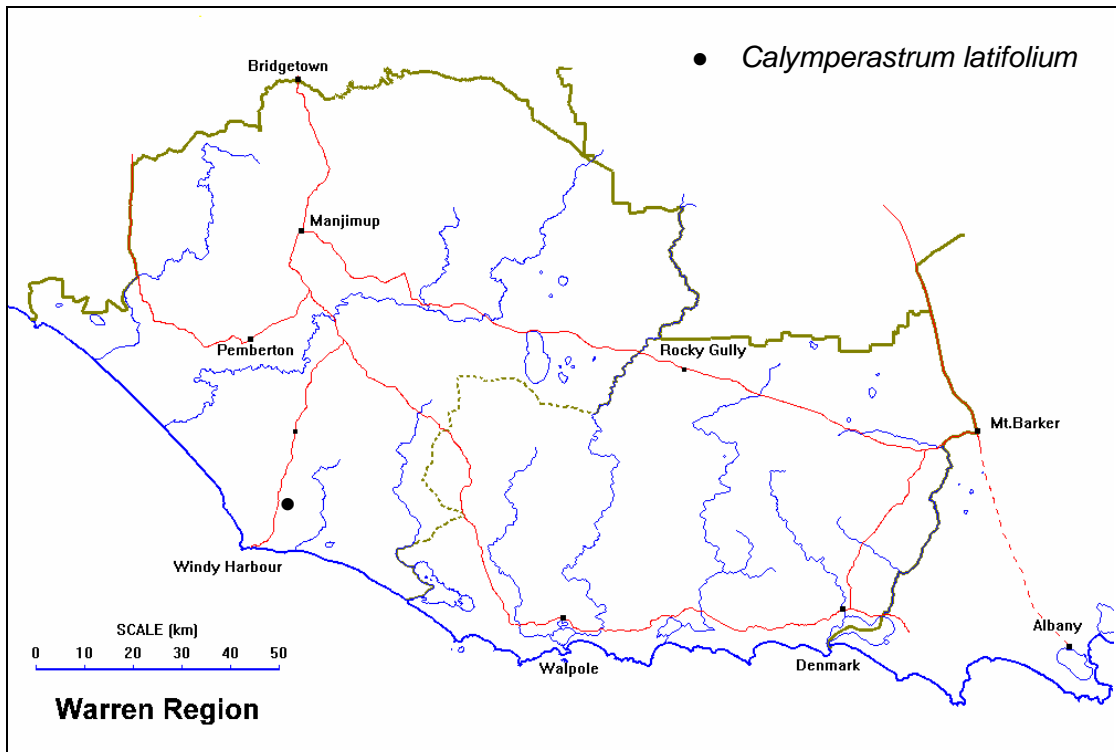 Calymperastrum latifolium
Bridgetown
Manjimup
Pemberton
Rocky Gully
Mt.Barker
Windy Harbour
SCALE (km)
0 10 20 30 40 50
Walpole
Denmark
Albany
Warren Region